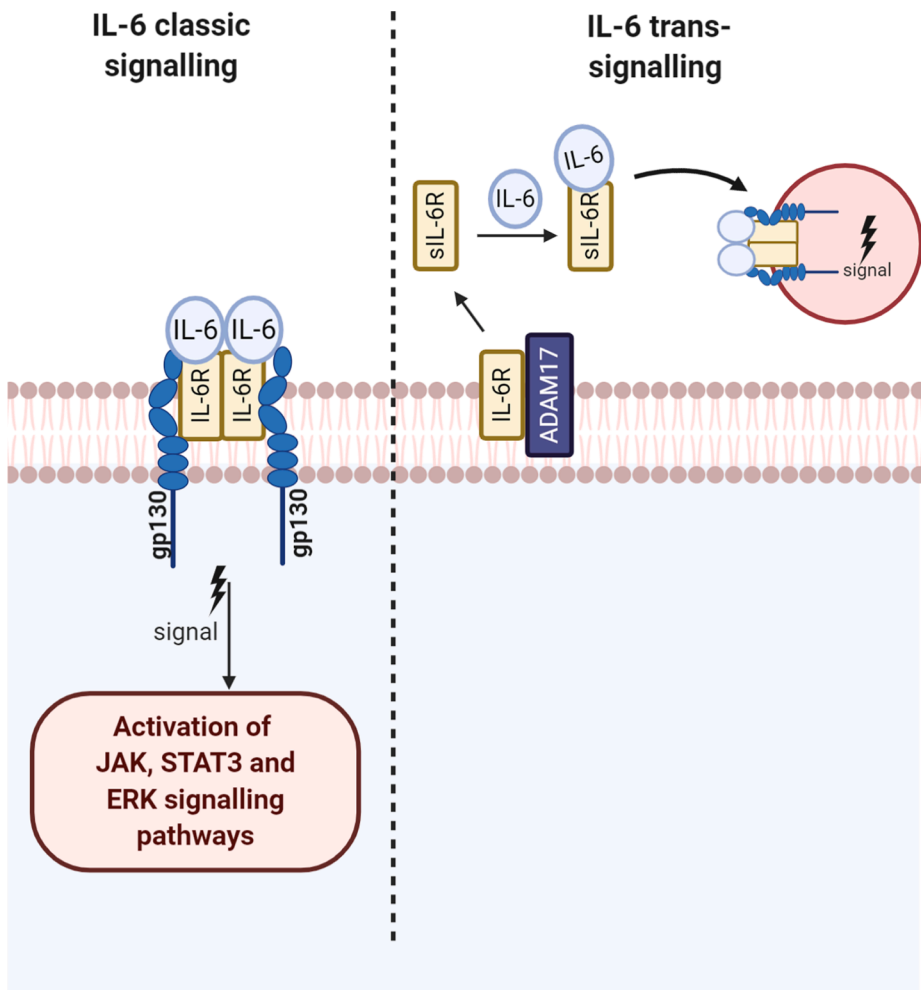 IL-6 classic
signalling
IL-6 trans-
signalling
IL-6
IL-6
IL-6R
IL-6R
gp130
gp130
signal
Activation of
JAK, STAT3 and
ERK signalling
pathways
IL-6R
ADAM17
sIL-6R
IL-6
IL-6
sIL-6R
signal